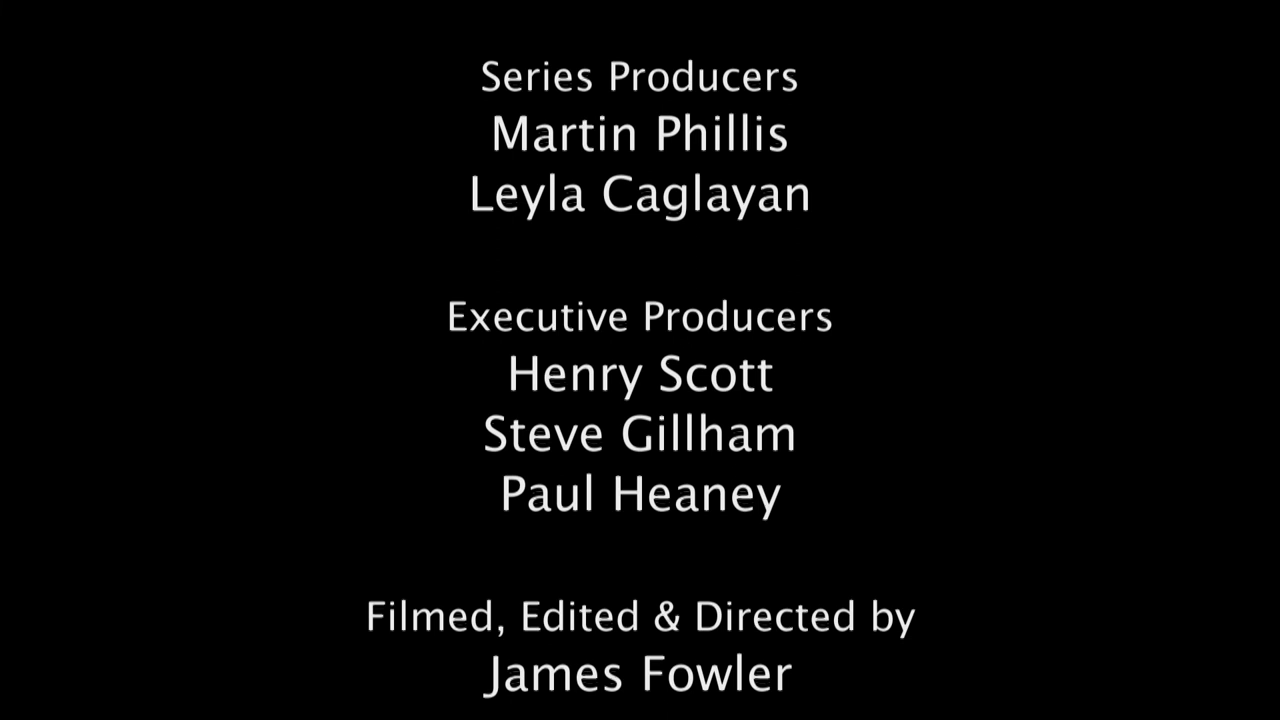 Series Producers
Martin Phillis
Leyla Caglayan
Executive Producers
Henry Scott
Steve Gillham
Paul Heaney
Filmed, Edited & Directed by
James Fowler